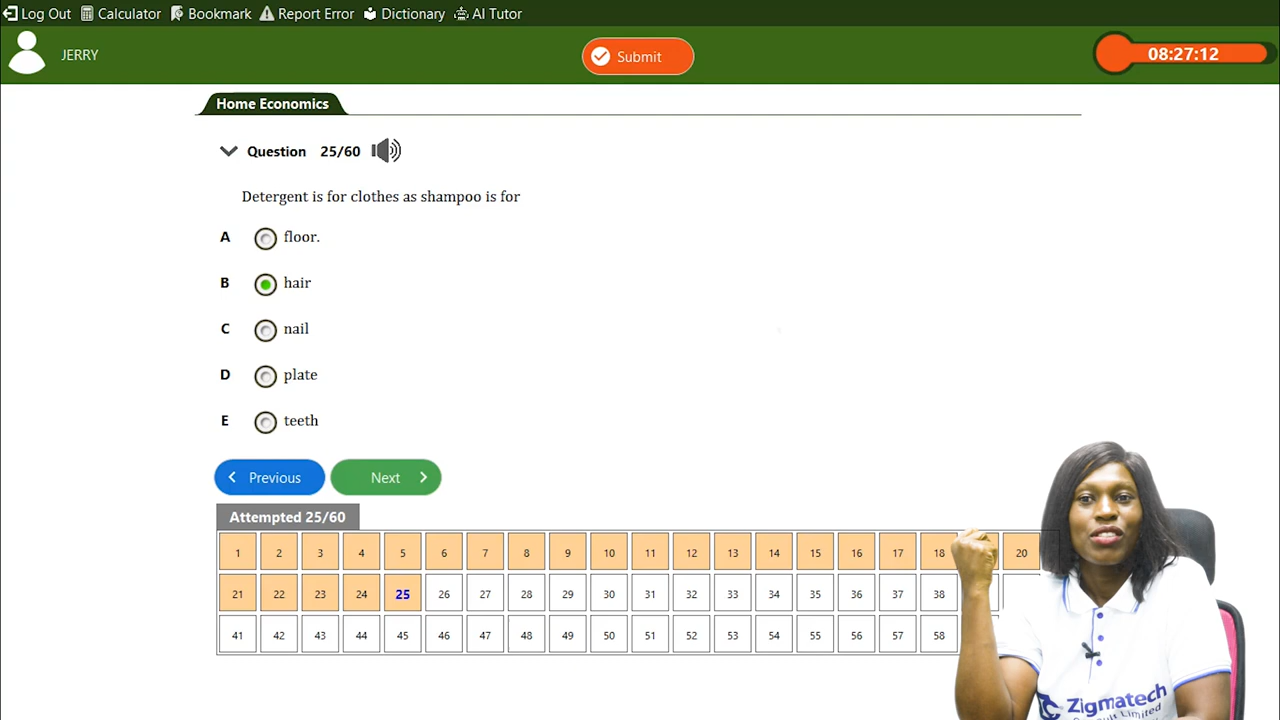 Log Out Calculator Bookmark Report Error Dictionary AI Tutor
JERRY
Submit
08:27:12
Home Economics
Question 25/60
Detergent is for clothes as shampoo is for
A floor.
B hair
C nail
D plate
E teeth
Previous
Next
Attempted 25/60
1 2 3 4 5 6 7 8 9 10 11 12 13 14 15 16 17 18 20
21 22 23 24 25 26 27 28 29 30 31 32 33 34 35 36 37 38
41 42 43 44 45 46 47 48 49 50 51 52 53 54 55 56 57 58
Zigmatech
Limited